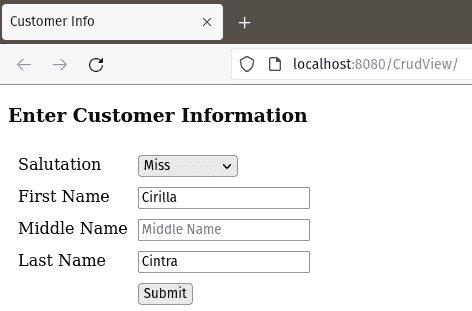 Customer Info
localhost:8080/CrudView/
Enter Customer Information
Salutation Miss
First Name Cirilla
Middle Name Middle Name
Last Name Cintra
Submit